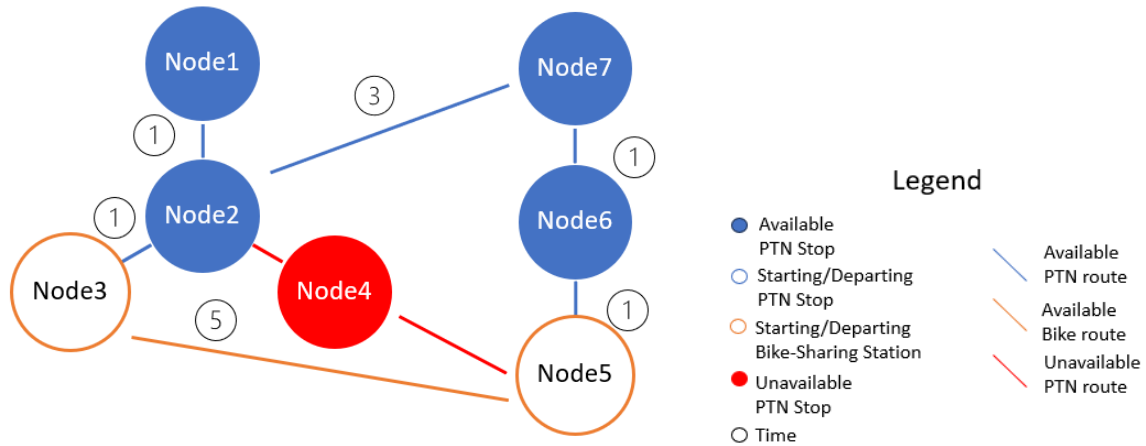 Node1
Node7
3
1
1
Node2
1
Node6
Node3
Node4
5
1
Node5
Legend
Available
PTN Stop
Starting/Departing
PTN Stop
Starting/Departing
Bike-Sharing Station
Unavailable
PTN Stop
Time
Available
PTN route
Available
Bike route
Unavailable
PTN route